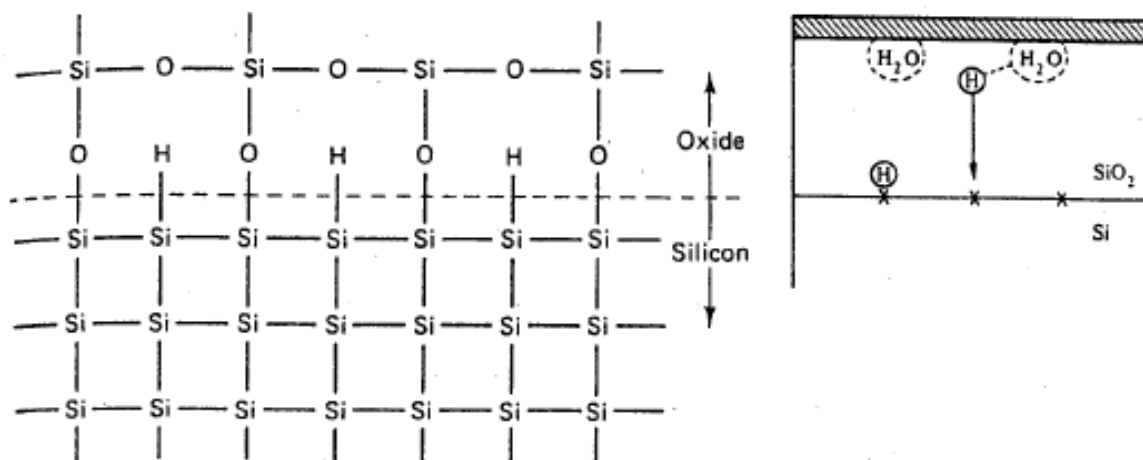 Si O Si O Si O Si
O H O H O H O
Oxide
Si Si Si Si Si Si Si
Silicon
Si Si Si Si Si Si Si
Si Si Si Si Si Si Si
H₂O H₂O
H
H
SiO₂
Si